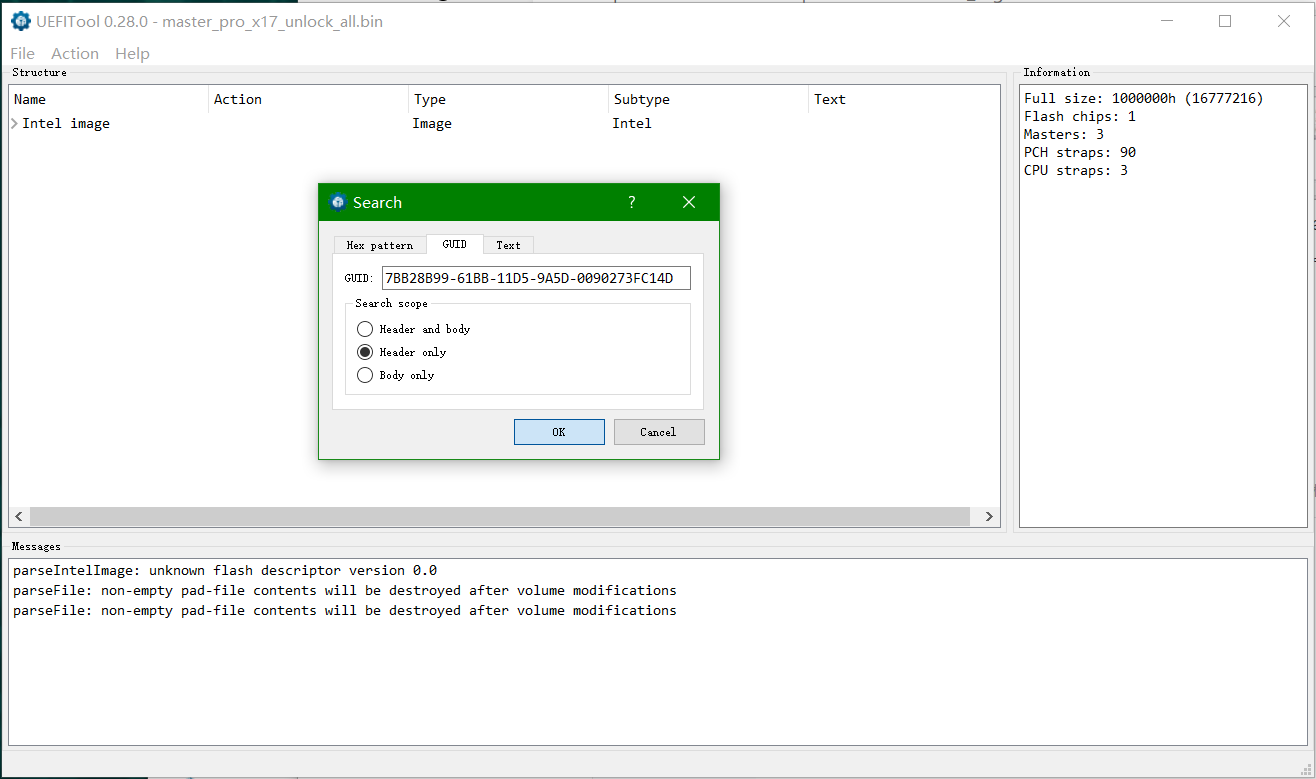 UEFITool 0.28.0 - master_pro_x17_unlock_all.bin
File Action Help
Structure
Name Action Type Subtype Text
Intel image Image Intel
Information
Full size: 1000000h (16777216)
Flash chips: 1
Masters: 3
PCH straps: 90
CPU straps: 3
Search
?
Hex pattern GUID Text
GUID: 7BB28B99-61BB-11D5-9A5D-0090273FC14D
Search scope
Header and body
Header only
Body only
OK Cancel
Messages
parseIntelImage: unknown flash descriptor version 0.0
parseFile: non-empty pad-file contents will be destroyed after volume modifications
parseFile: non-empty pad-file contents will be destroyed after volume modifications